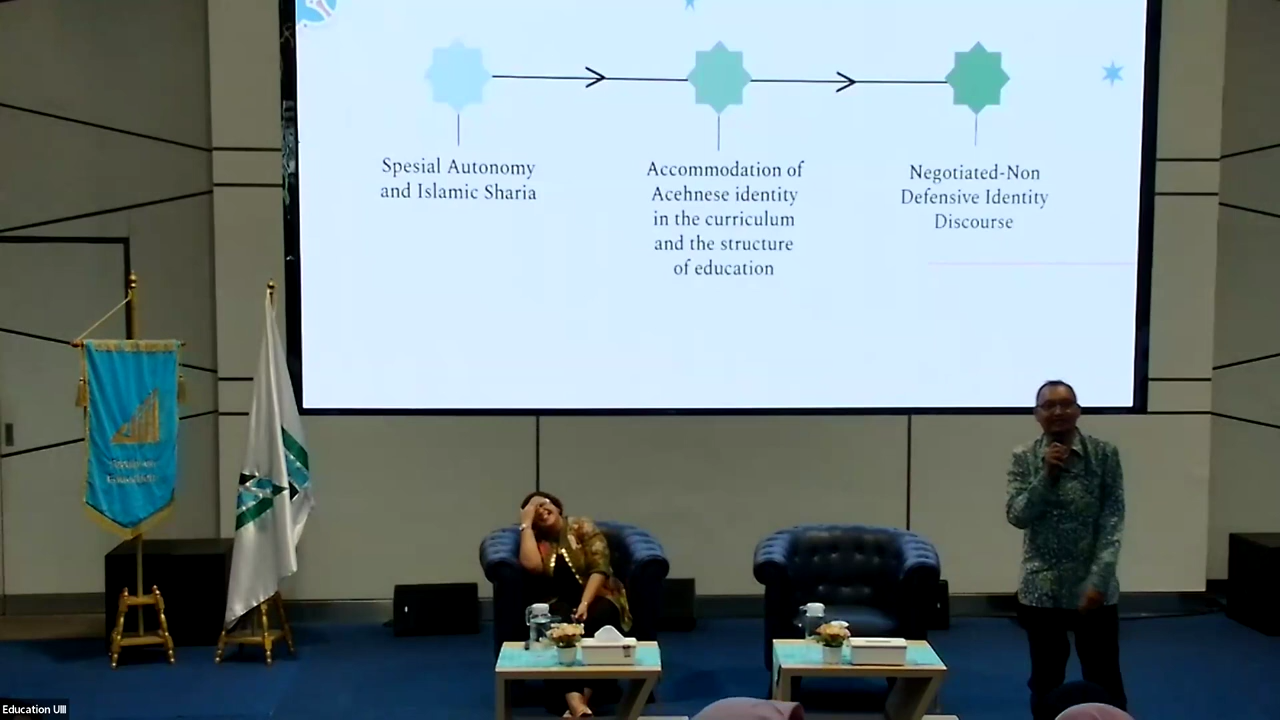 Spesial Autonomy
and Islamic Sharia
Accommodation of
Acehnese identity
in the curriculum
and the structure
of education
Negotiated-Non
Defensive Identity
Discourse
Education UIII